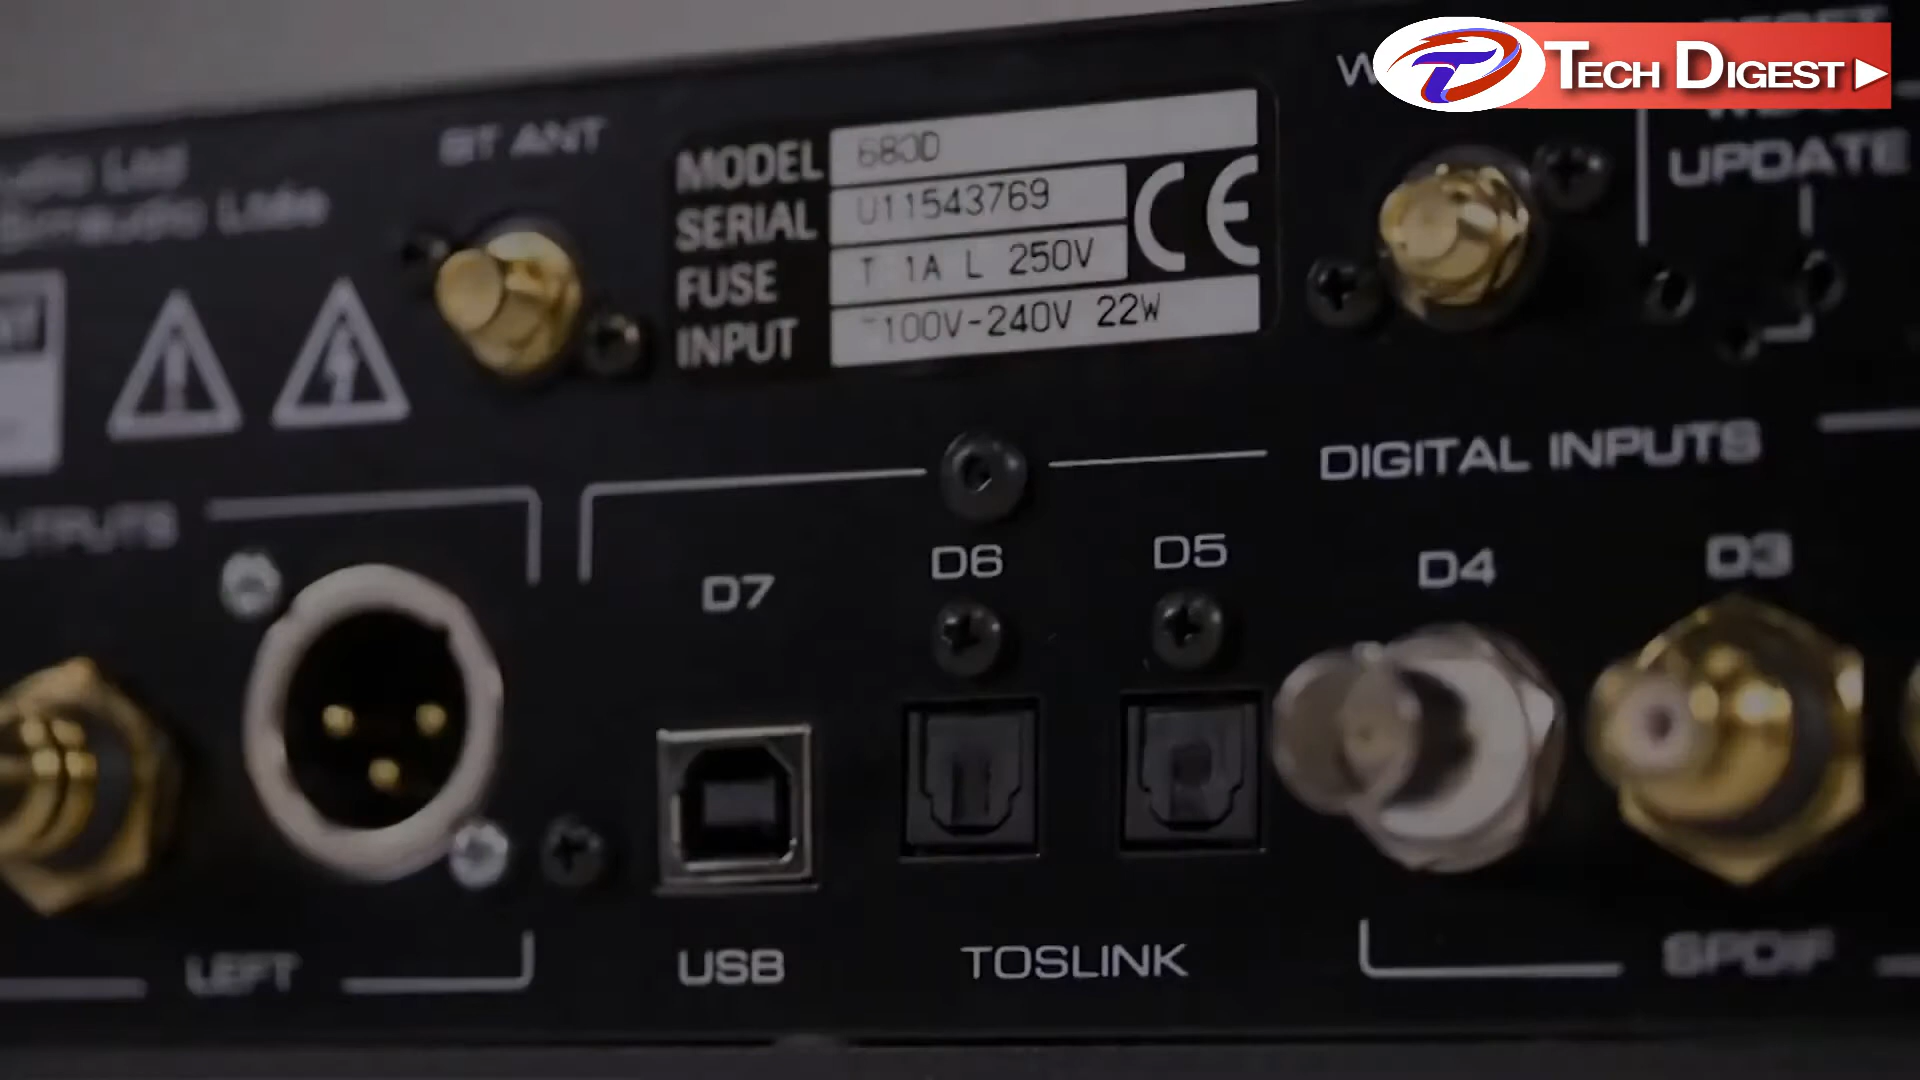 TECH DIGEST
BT ANT
MODEL 680D
SERIAL U11543769
FUSE T 1A L 250V
INPUT ~100V-240V 22W
CE
UPDATE
DIGITAL INPUTS
D7
D6
D5
D4
D3
LEFT
USB
TOSLINK
SPDIF